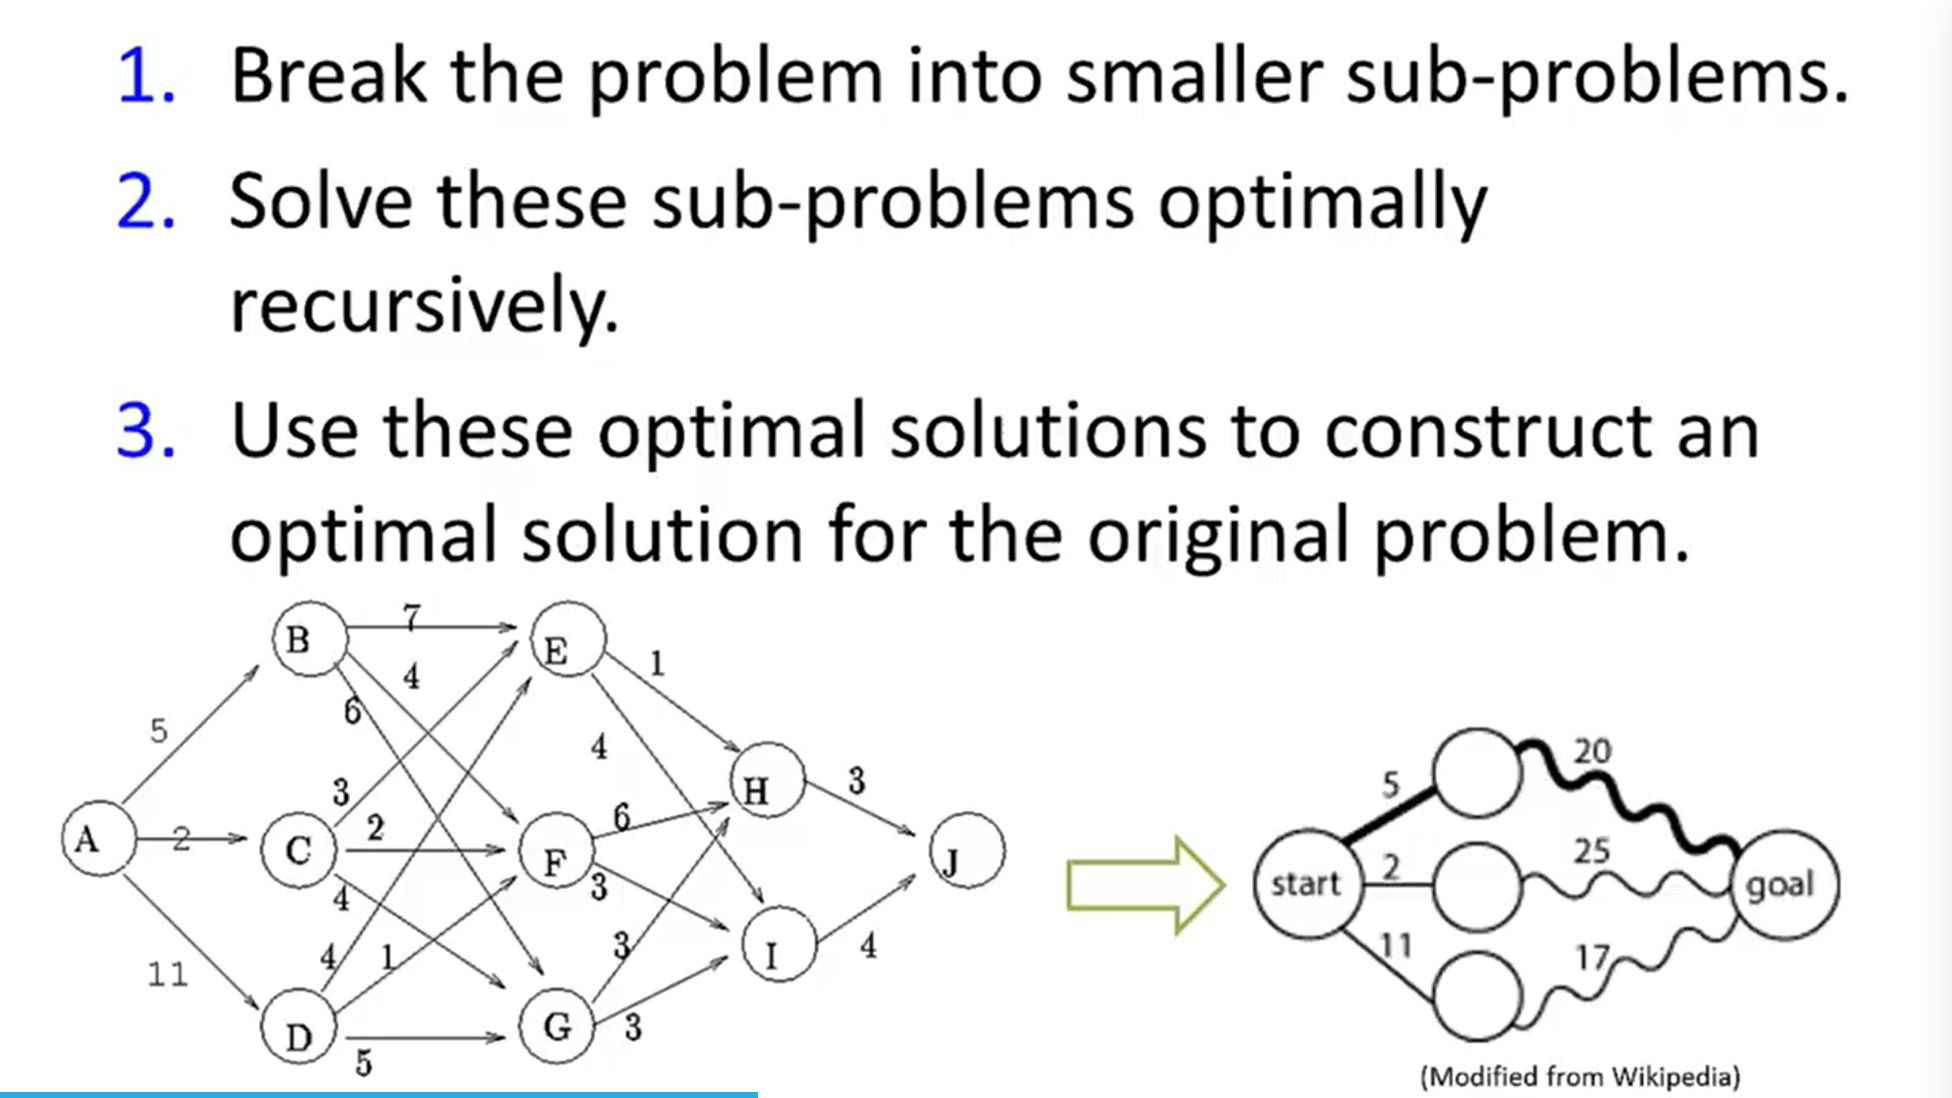 1. Break the problem into smaller sub-problems.
2. Solve these sub-problems optimally
recursively.
3. Use these optimal solutions to construct an
optimal solution for the original problem.
B 7 E
4
1
6
5
4
H
3
3
20
5
A 2 C 2 F 6 J
25
start 2 goal
3
4
I
4
3
11
17
4 1
11
D G
3
5
(Modified from Wikipedia)